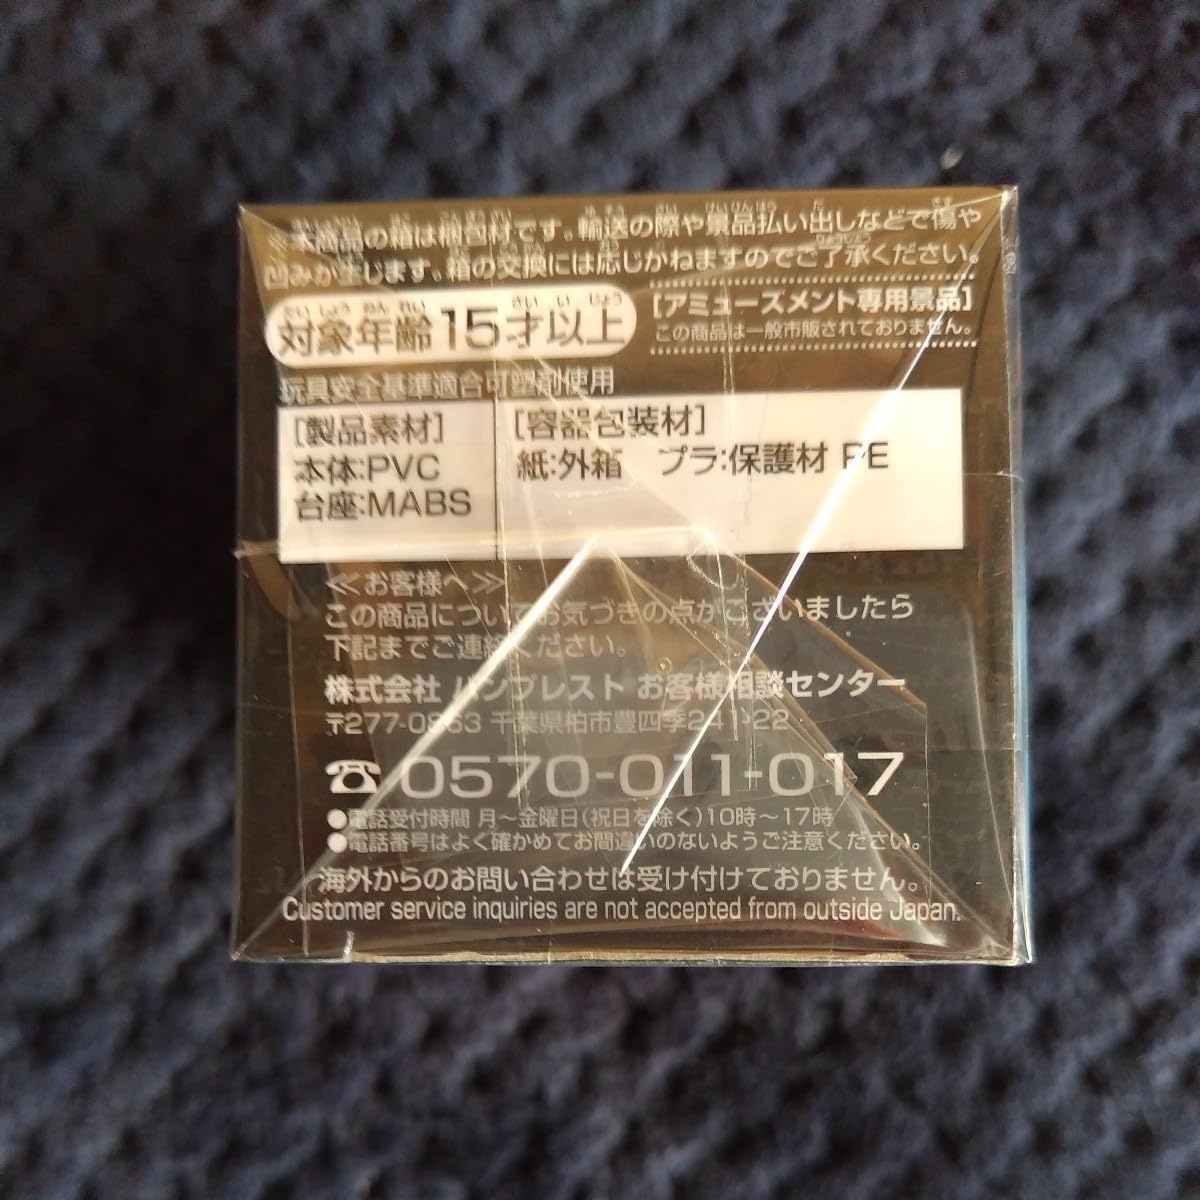 ※本商品の箱は梱包材です。輸送の際や景品払い出しなどで傷や
凹みが生じます。箱の交換には応じかねますのでご了承ください。
対象年齢15才以上
[アミューズメント専用景品]
この商品は一般市販されておりません。
玩具安全基準適合可塑剤使用
[製品素材]
本体:PVC
台座:MABS
[容器包装材]
紙:外箱 プラ:保護材 PE
≪お客様へ≫
この商品についてお気づきの点がございましたら
下記までご連絡ください。
株式会社 バンプレスト お客様相談センター
〒277-0863 千葉県柏市豊四季241-22
☎0570-011-017
●電話受付時間 月～金曜日(祝日を除く)10時～17時
●電話番号はよく確かめてお間違いのないようご注意ください。
海外からのお問い合わせは受け付けておりません。
Customer service inquiries are not accepted from outside Japan.